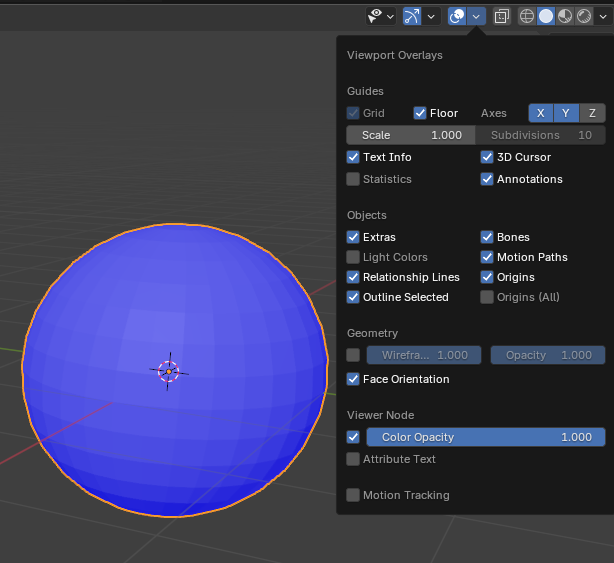 Viewport Overlays
Guides
Grid Floor Axes X Y Z
Scale 1.000 Subdivisions 10
Text Info 3D Cursor
Statistics Annotations
Objects
Extras Bones
Light Colors Motion Paths
Relationship Lines Origins
Outline Selected Origins (All)
Geometry
Wirefra... 1.000 Opacity 1.000
Face Orientation
Viewer Node
Color Opacity 1.000
Attribute Text
Motion Tracking